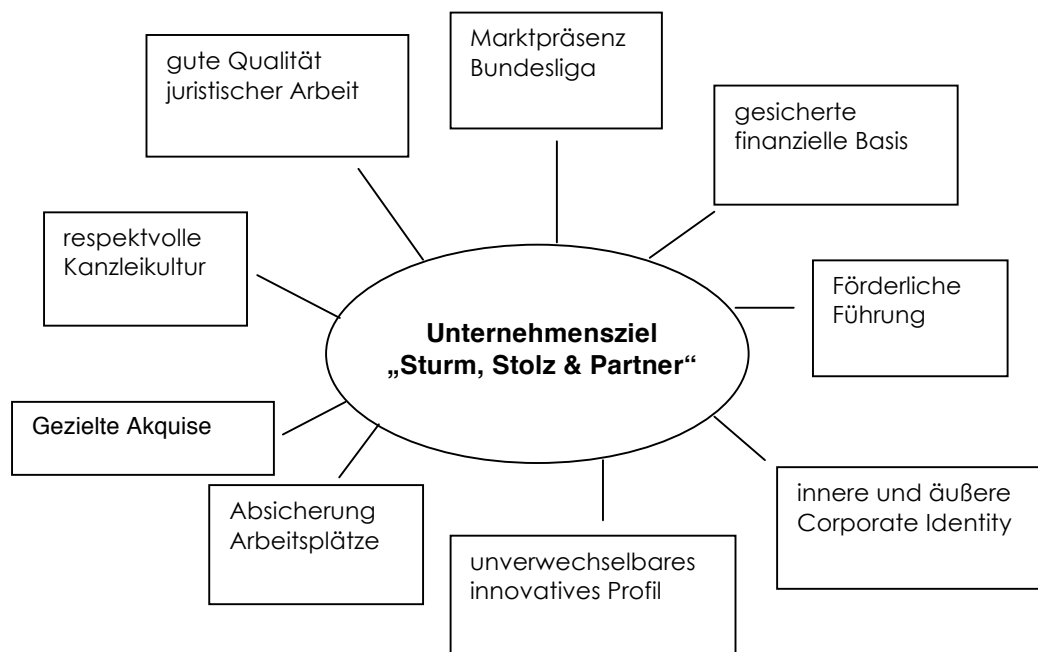 Marktpräsenz
Bundesliga
gute Qualität
juristischer Arbeit
gesicherte
finanzielle Basis
respektvolle
Kanzleikultur
Förderliche
Führung
Unternehmensziel
„Sturm, Stolz & Partner“
Gezielte Akquise
Absicherung
Arbeitsplätze
innere und äußere
Corporate Identity
unverwechselbares
innovatives Profil